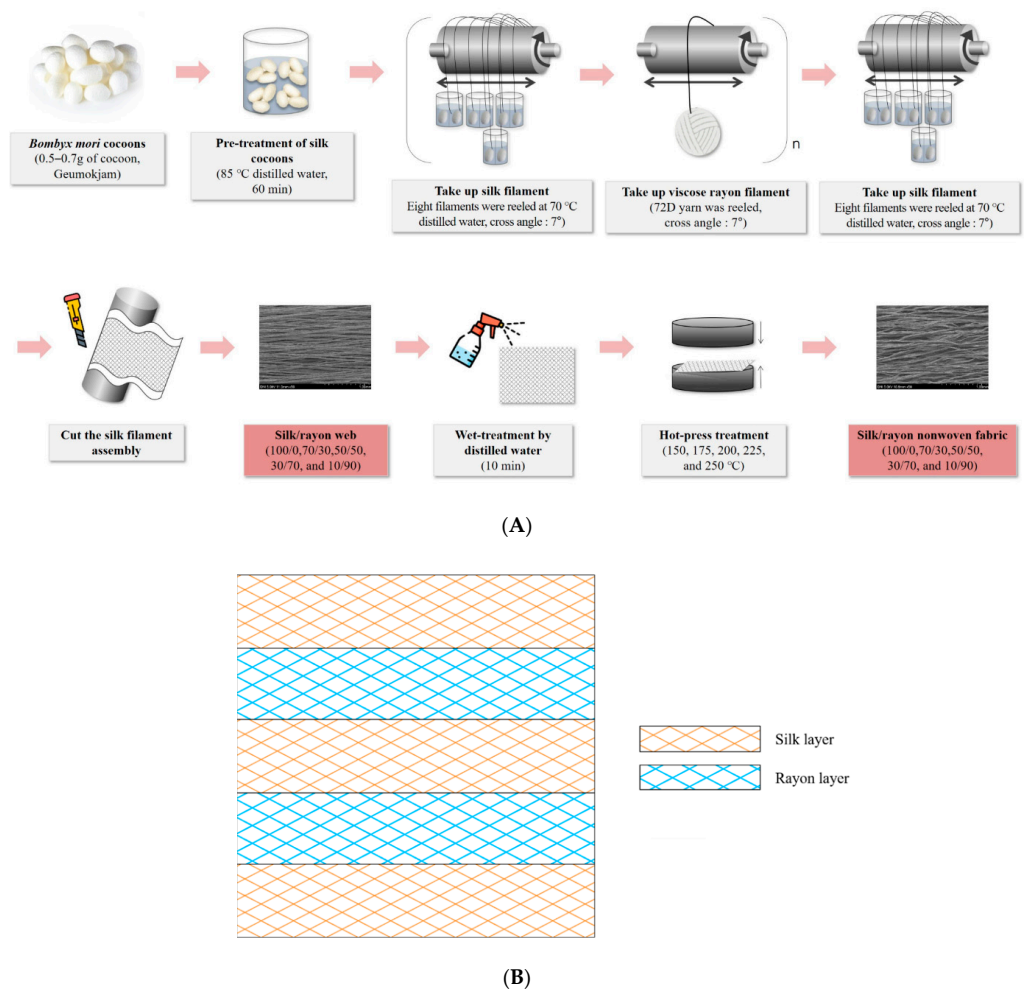 Bombyx mori cocoons
(0.5–0.7g of cocoon,
Geumokjam)
Pre-treatment of silk
cocoons
(85 °C distilled water,
60 min)
Take up silk filament
Eight filaments were reeled at 70 °C
distilled water, cross angle : 7°)
Take up viscose rayon filament
(72D yarn was reeled,
cross angle : 7°)
n
Take up silk filament
Eight filaments were reeled at 70 °C
distilled water, cross angle : 7°)
Cut the silk filament
assembly
Silk/rayon web
(100/0,70/30,50/50,
30/70, and 10/90)
Wet-treatment by
distilled water
(10 min)
Hot-press treatment
(150, 175, 200, 225,
and 250 °C)
Silk/rayon nonwoven fabric
(100/0,70/30,50/50,
30/70, and 10/90)
(A)
Silk layer
Rayon layer
(B)